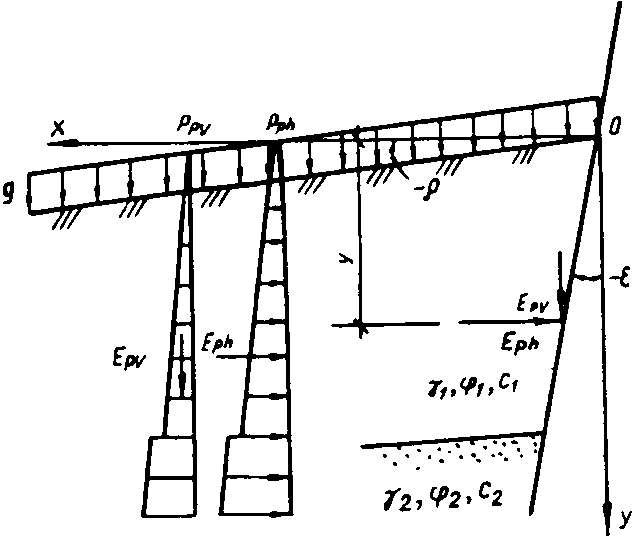 x
P_pv
P_ph
0
g
-ρ
y
-ε
E_pv
E_ph
E_pv
E_ph
γ₁, φ₁, c₁
γ₂, φ₂, c₂
y